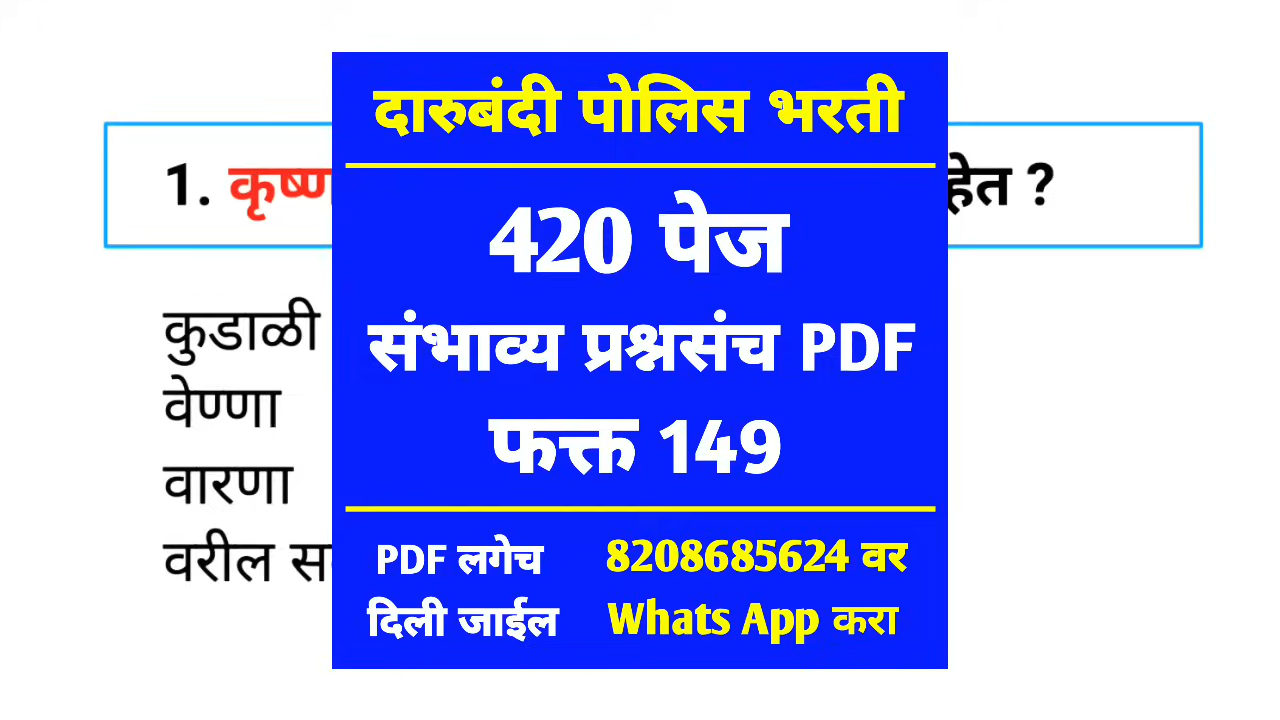 दारुबंदी पोलिस भरती
1. कृष्ण हेत ?
420 पेज
संभाव्य प्रश्नसंच PDF
फक्त 149
कुडाळी
वेण्णा
वारणा
वरील
PDF लगेच
दिली जाईल
8208685624 वर
Whats App करा